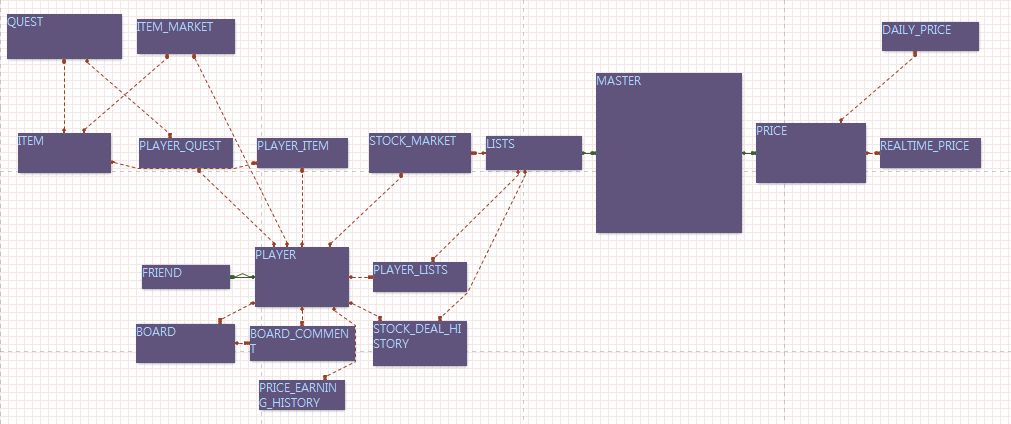 QUEST
ITEM_MARKET
DAILY_PRICE
MASTER
ITEM
PLAYER_QUEST
PLAYER_ITEM
STOCK_MARKET
LISTS
PRICE
REALTIME_PRICE
PLAYER
FRIEND
PLAYER_LISTS
BOARD
BOARD_COMMEN
T
STOCK_DEAL_HI
STORY
PRICE_EARNIN
G_HISTORY